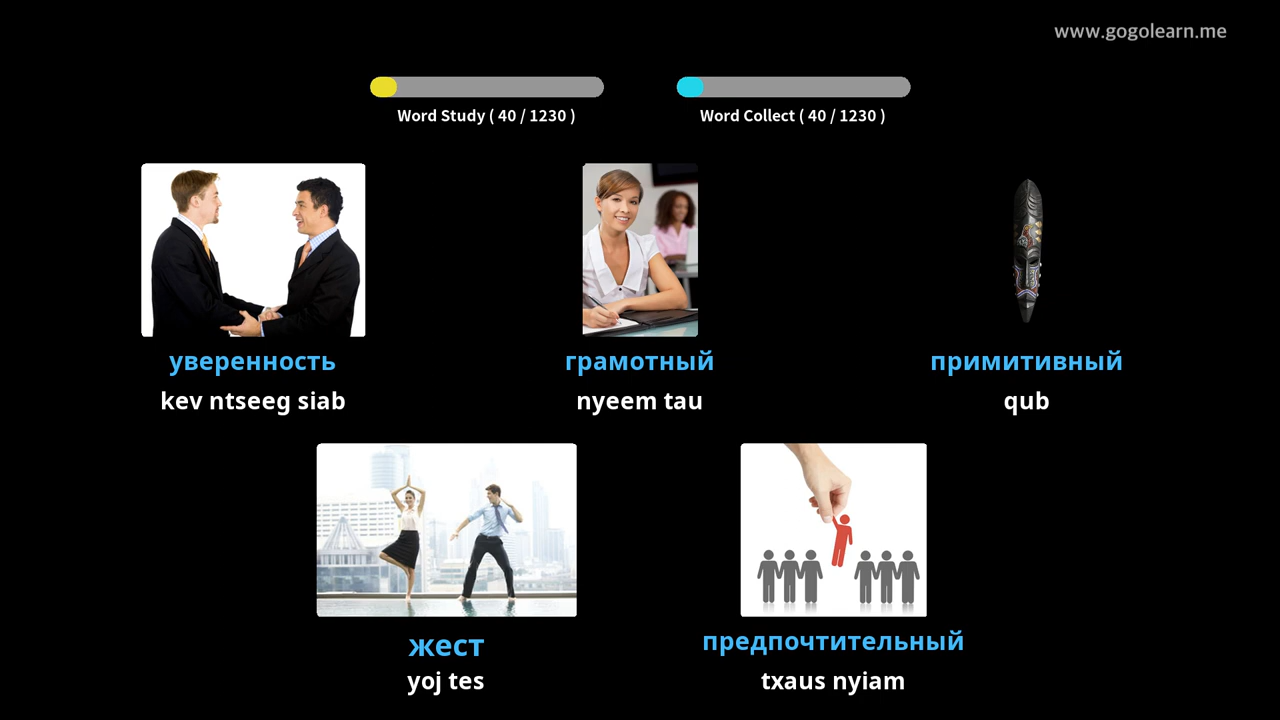 www.gogolearn.me
Word Study ( 40 / 1230 )
Word Collect ( 40 / 1230 )
уверенность
kev ntseeg siab
грамотный
nyeem tau
примитивный
qub
жест
yoj tes
предпочтительный
txaus nyiam